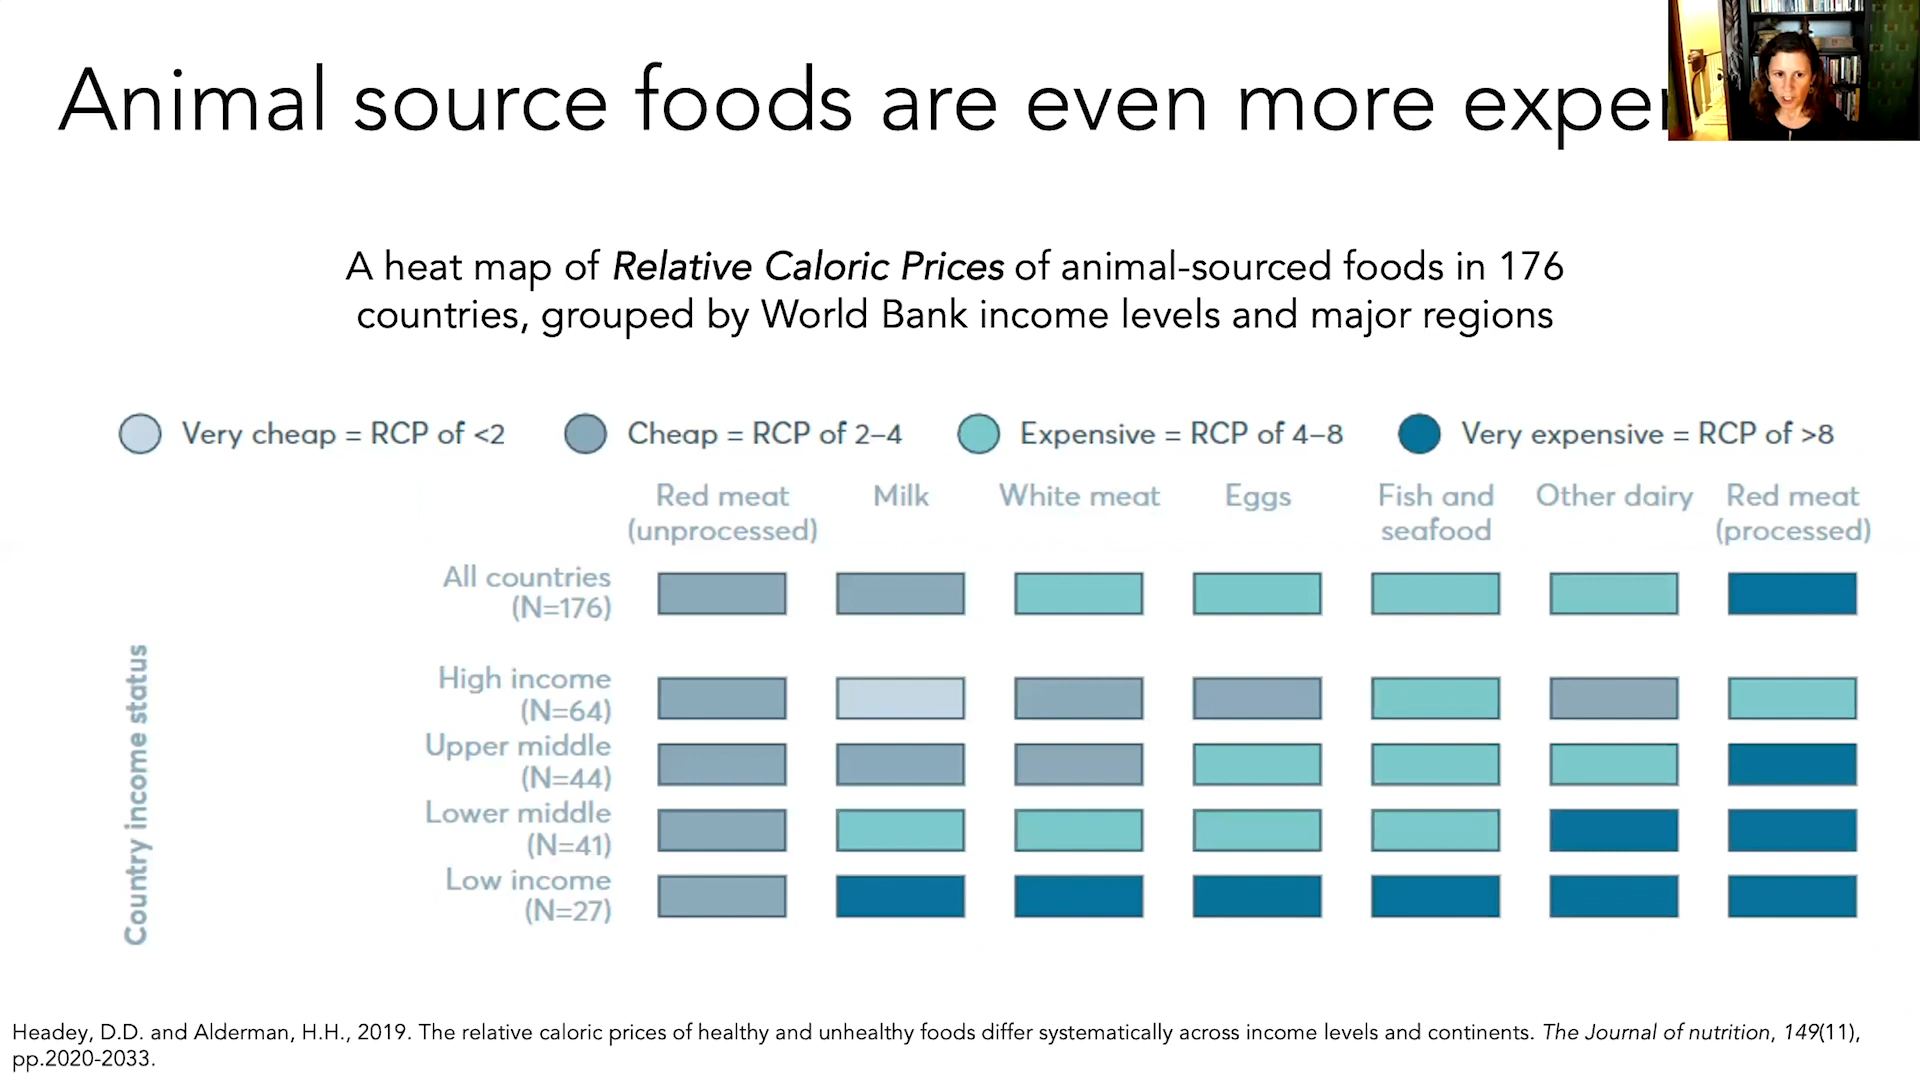 Animal source foods are even more
A heat map of Relative Caloric Prices of animal-sourced foods in 176
countries, grouped by World Bank income levels and major regions
Very cheap = RCP of <2
Cheap = RCP of 2–4
Expensive = RCP of 4–8
Very expensive = RCP of >8
Red meat
(unprocessed)
Milk
White meat
Eggs
Fish and
seafood
Other dairy
Red meat
(processed)
Country income status
All countries
(N=176)
High income
(N=64)
Upper middle
(N=44)
Lower middle
(N=41)
Low income
(N=27)
Headey, D.D. and Alderman, H.H., 2019. The relative caloric prices of healthy and unhealthy foods differ systematically across income levels and continents. The Journal of nutrition, 149(11),
pp.2020-2033.